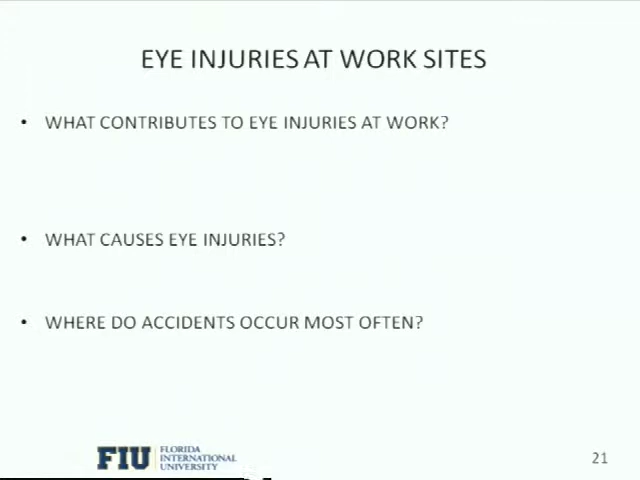 EYE INJURIES AT WORK SITES
• WHAT CONTRIBUTES TO EYE INJURIES AT WORK?
• WHAT CAUSES EYE INJURIES?
• WHERE DO ACCIDENTS OCCUR MOST OFTEN?
FIU
FLORIDA
INTERNATIONAL
UNIVERSITY
21